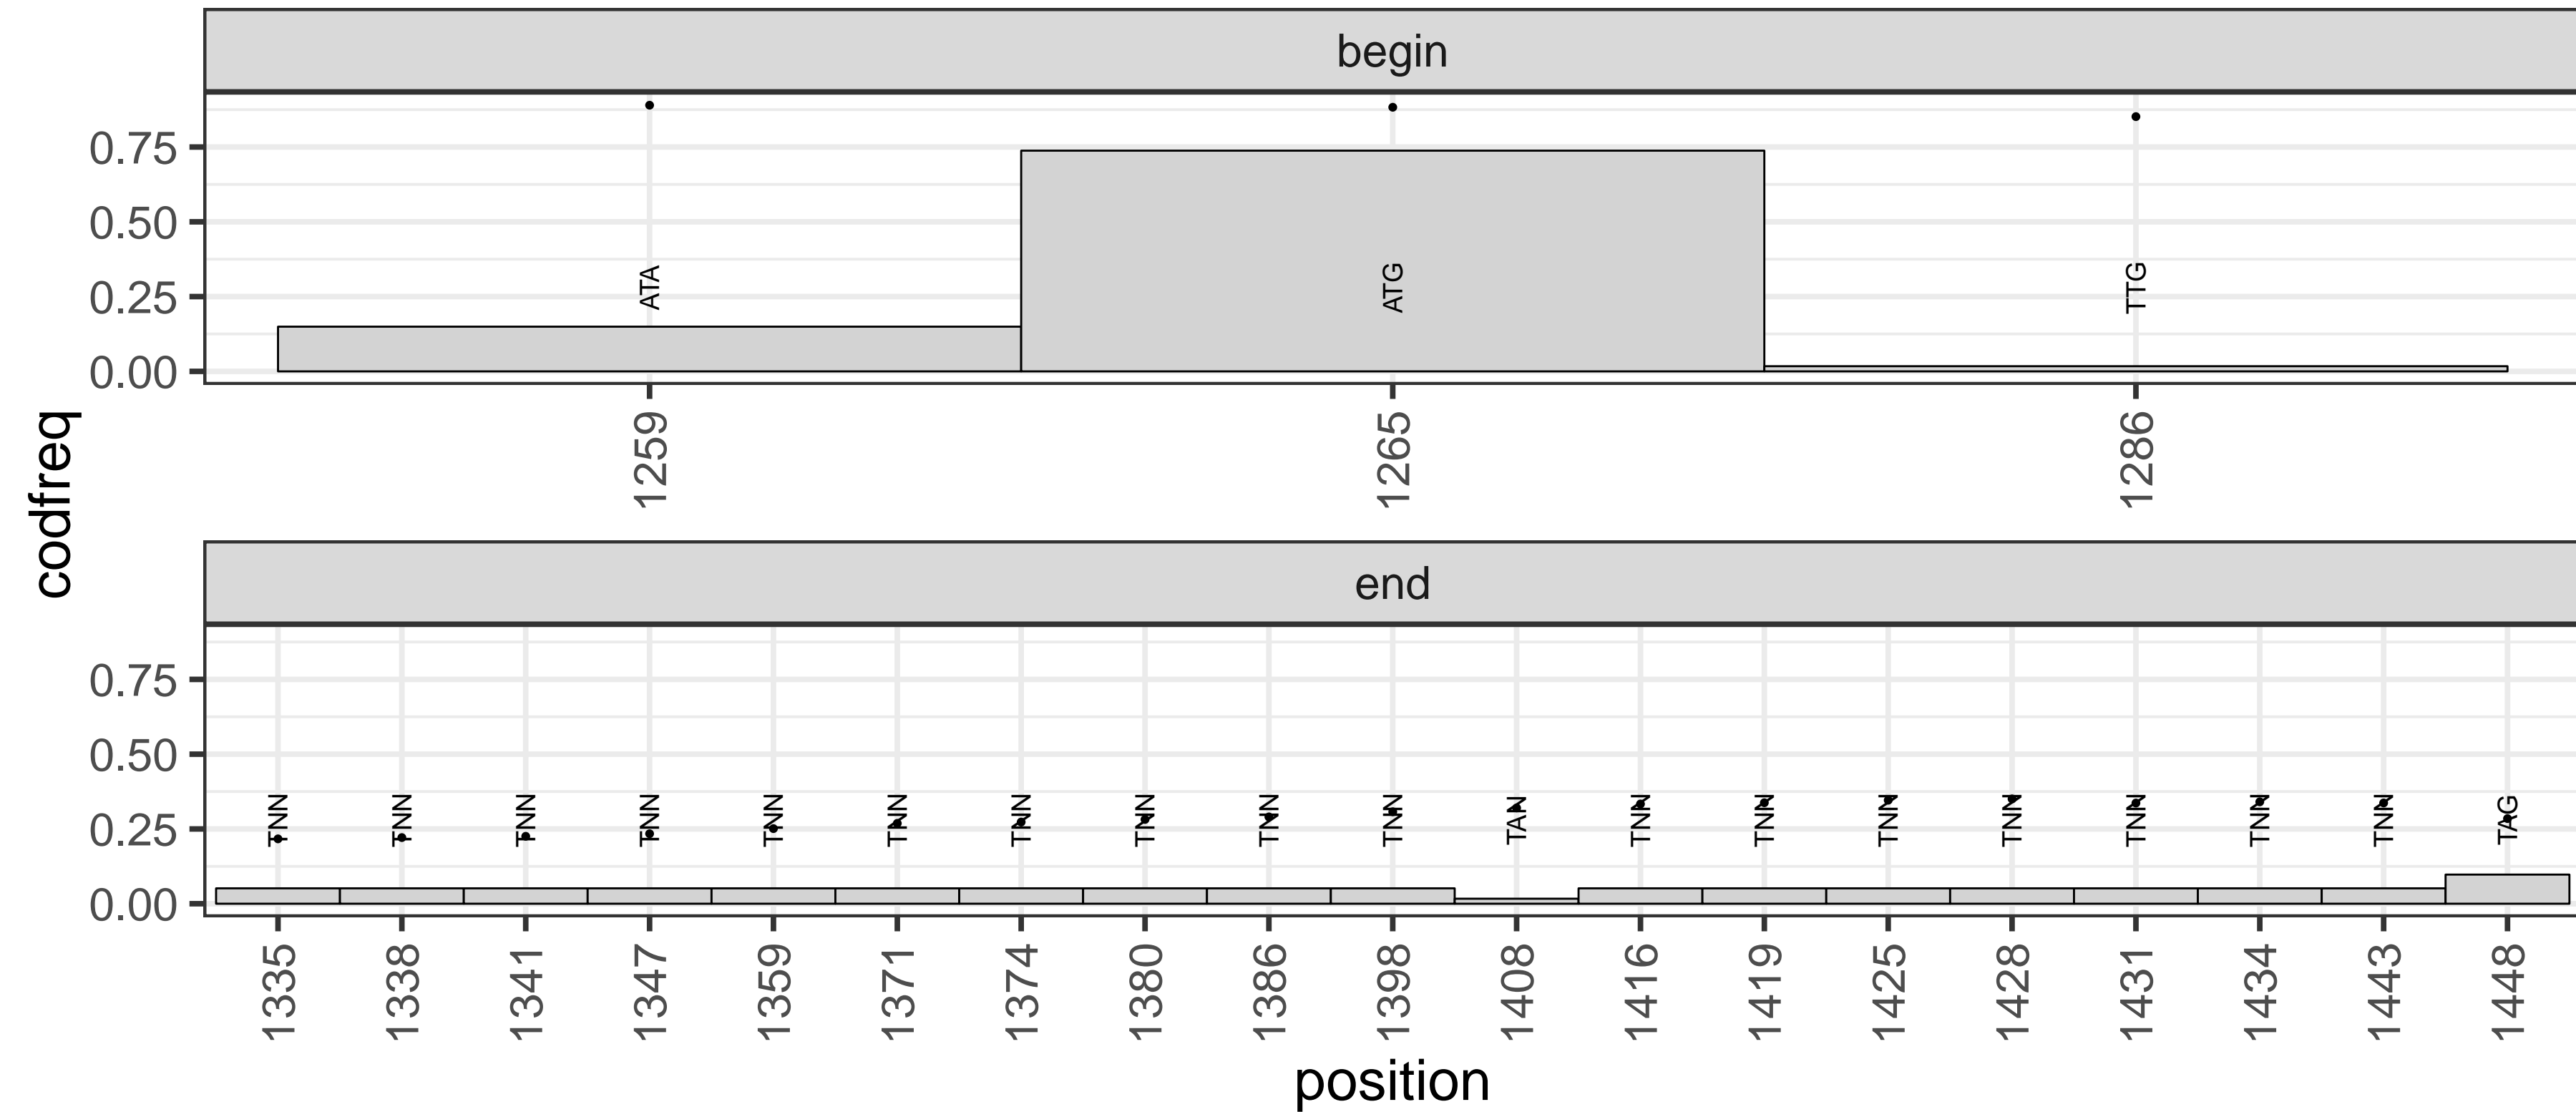 begin
0.75
0.50
0.25
0.00
ATA
ATG
TTG
1259
1265
1286
codfreq
end
0.75
0.50
0.25
0.00
TNN TNN TNN TNN TNN TNN TNN TNN TNN TNN TAN TNN TNN TNN TNN TNN TNN TNN TAG
1335 1338 1341 1347 1359 1371 1374 1380 1386 1398 1408 1416 1419 1425 1428 1431 1434 1443 1448
position